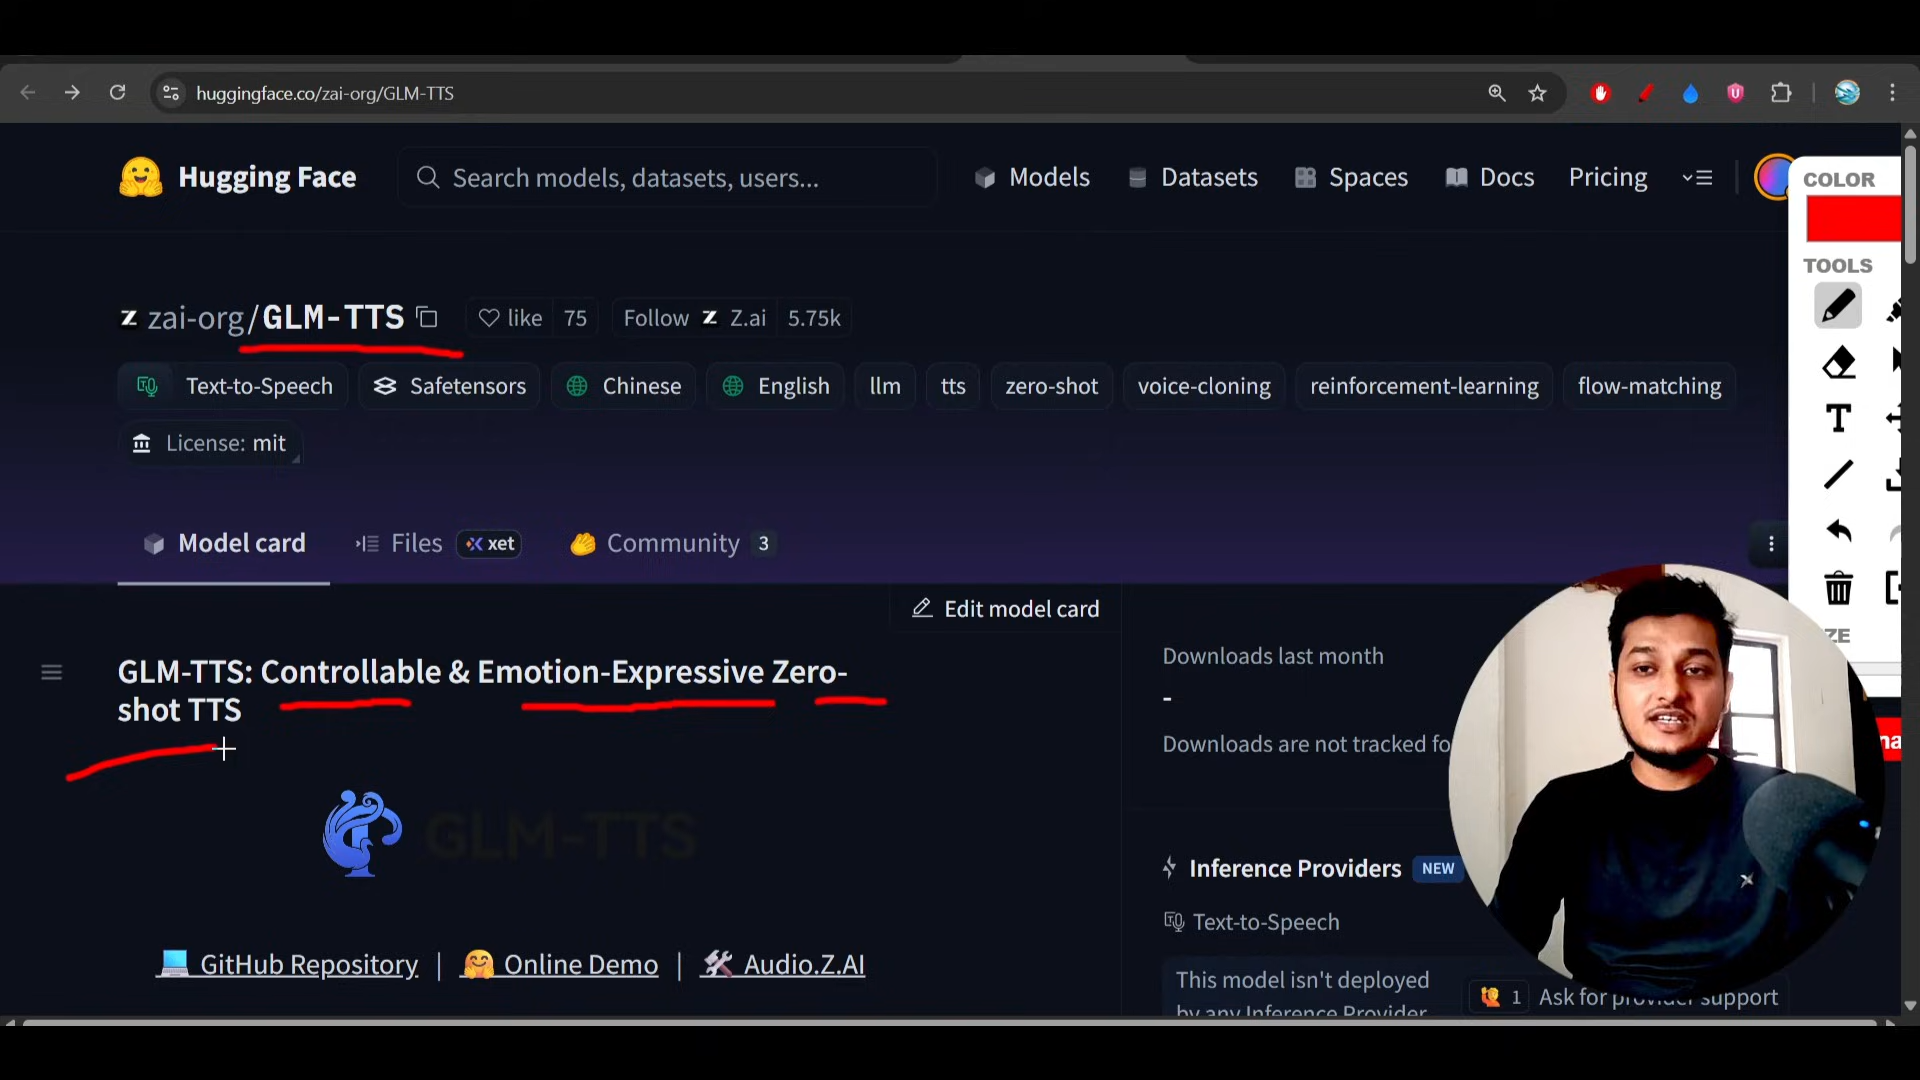 huggingface.co/zai-org/GLM-TTS
Hugging Face
Search models, datasets, users...
Models
Datasets
Spaces
Docs
Pricing
COLOR
TOOLS
zai-org/GLM-TTS
like 75
Follow Z.ai 5.75k
Text-to-Speech
Safetensors
Chinese
English
llm
tts
zero-shot
voice-cloning
reinforcement-learning
flow-matching
License: mit
Model card
Files
xet
Community 3
Edit model card
GLM-TTS: Controllable & Emotion-Expressive Zero-
shot TTS
GLM-TTS
GitHub Repository | Online Demo | Audio.Z.AI
Downloads last month
-
Downloads are not tracked
Inference Providers NEW
Text-to-Speech
This model isn't deployed
by any Inference Provider
1 Ask for provider support